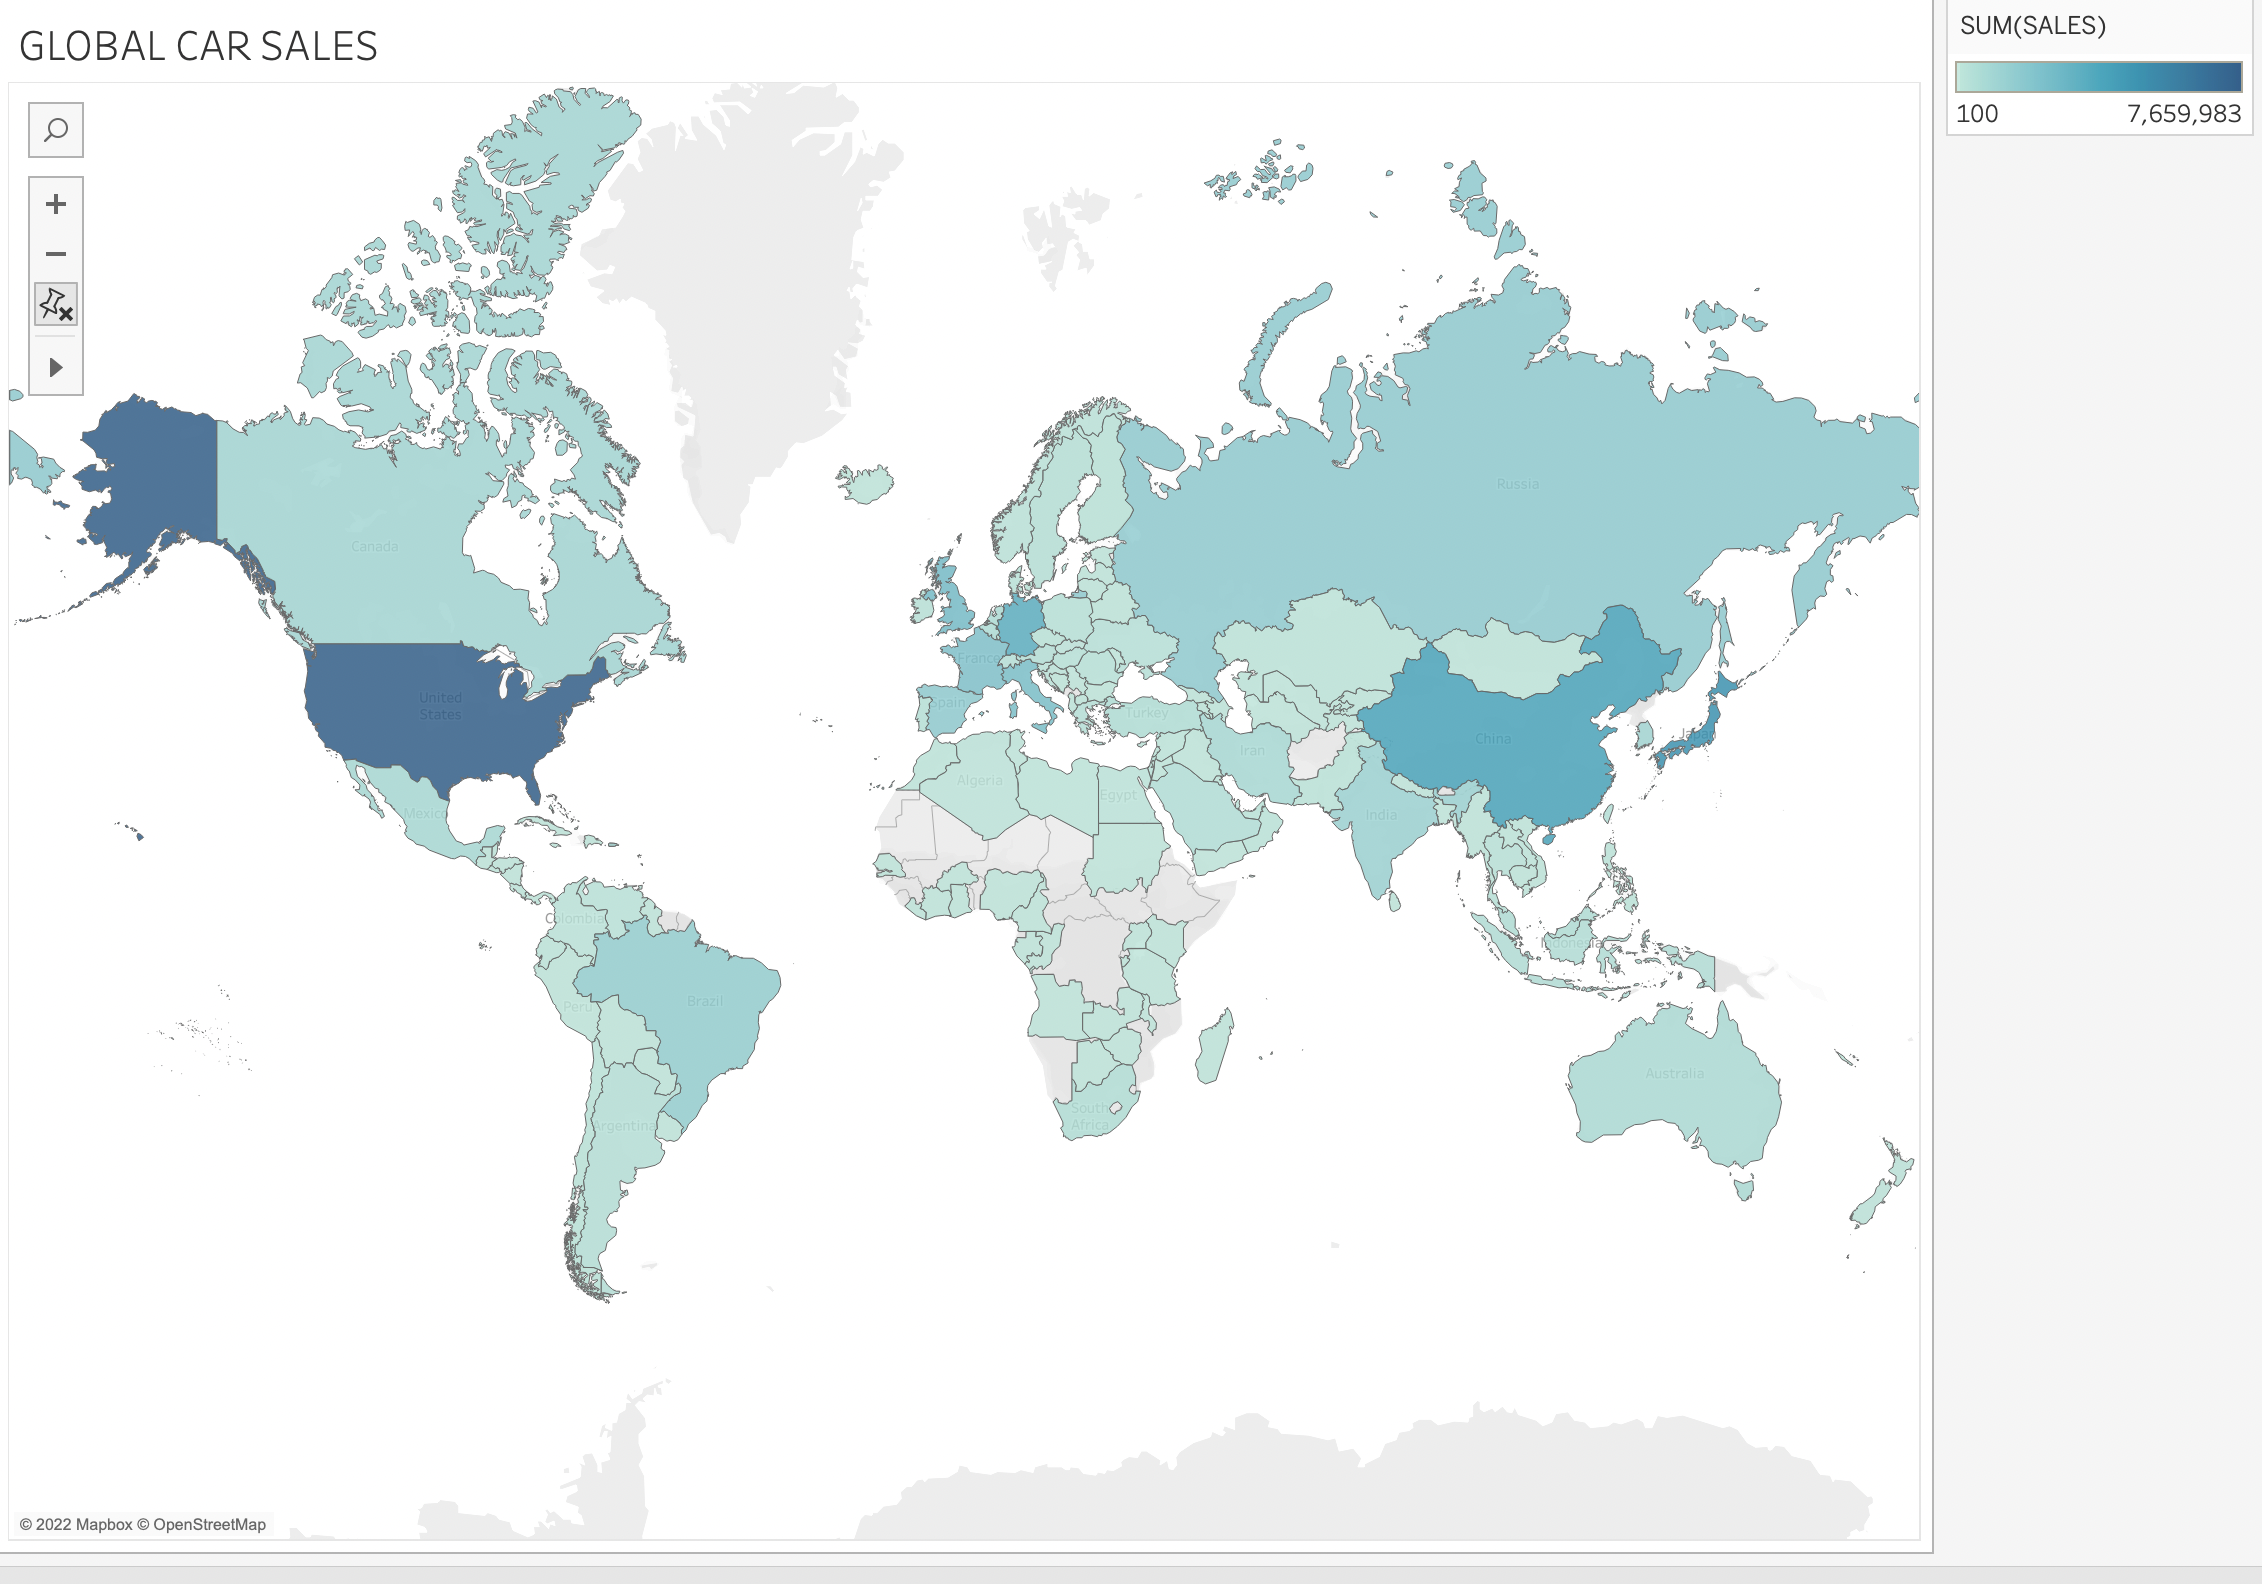 GLOBAL CAR SALES
SUM(SALES)
100 7,659,983
Russia
Canada
France
United
States
Spain
Turkey
Japan
China
Iran
Algeria
Egypt
Mexico
India
Colombia
Indonesia
Brazil
Peru
Australia
South
Africa
Argentina
© 2022 Mapbox © OpenStreetMap